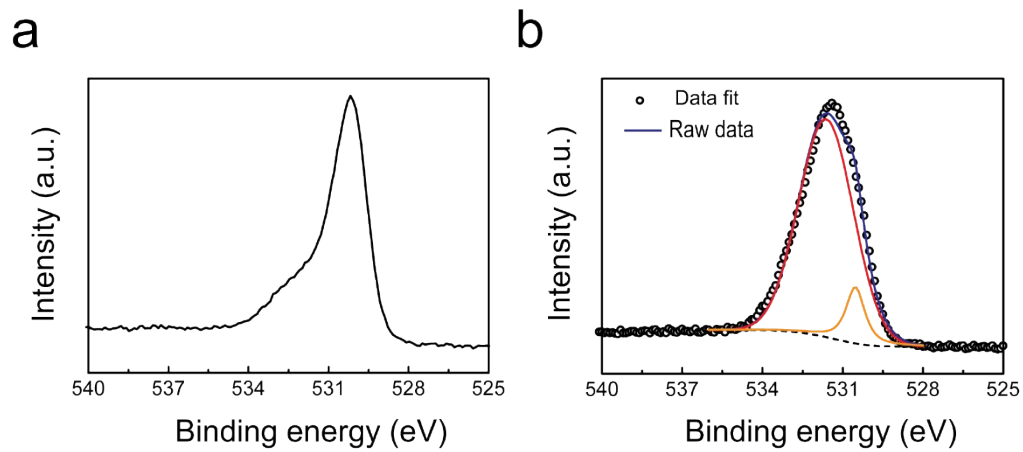 a
b
Intensity (a.u.)
540 537 534 531 528 525
Binding energy (eV)
Data fit
Raw data
Intensity (a.u.)
540 537 534 531 528 525
Binding energy (eV)